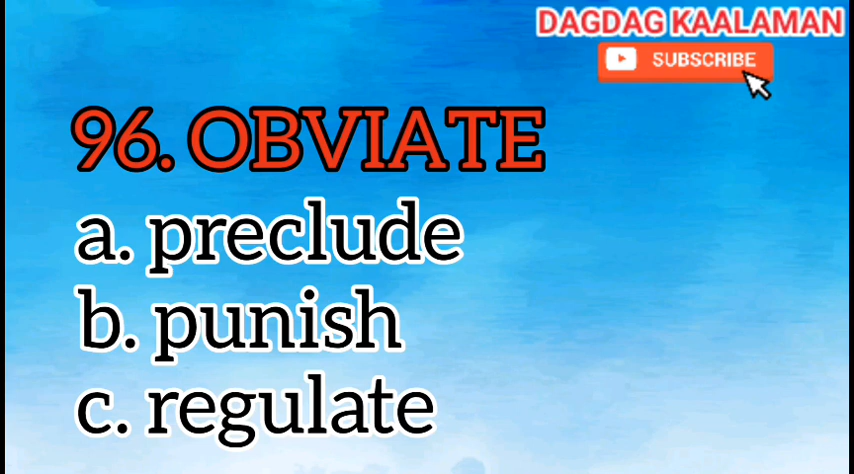 DAGDAG KAALAMAN
SUBSCRIBE
96. OBVIATE
a. preclude
b. punish
c. regulate